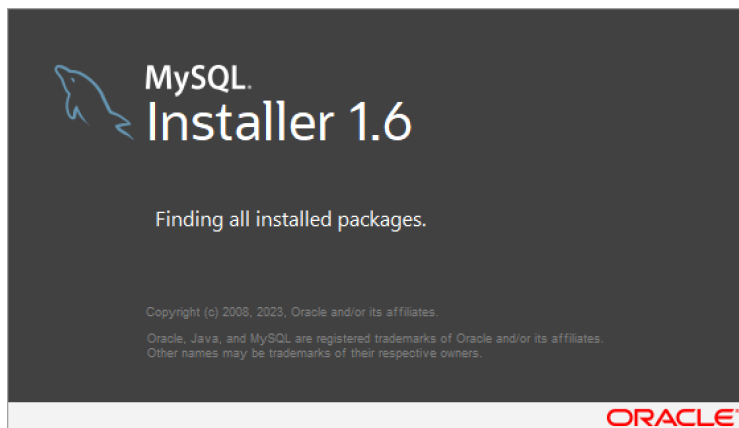 MySQL.
Installer 1.6
Finding all installed packages.
Copyright (c) 2008, 2023, Oracle and/or its affiliates.
Oracle, Java, and MySQL are registered trademarks of Oracle and/or its affiliates.
Other names may be trademarks of their respective owners.
ORACLE